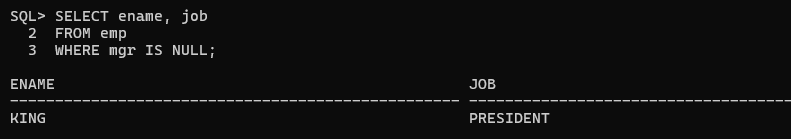 SQL> SELECT ename, job
  2  FROM emp
  3  WHERE mgr IS NULL;
ENAME                                              JOB
-------------------------------------------------- ------------------------------------
KING                                               PRESIDENT